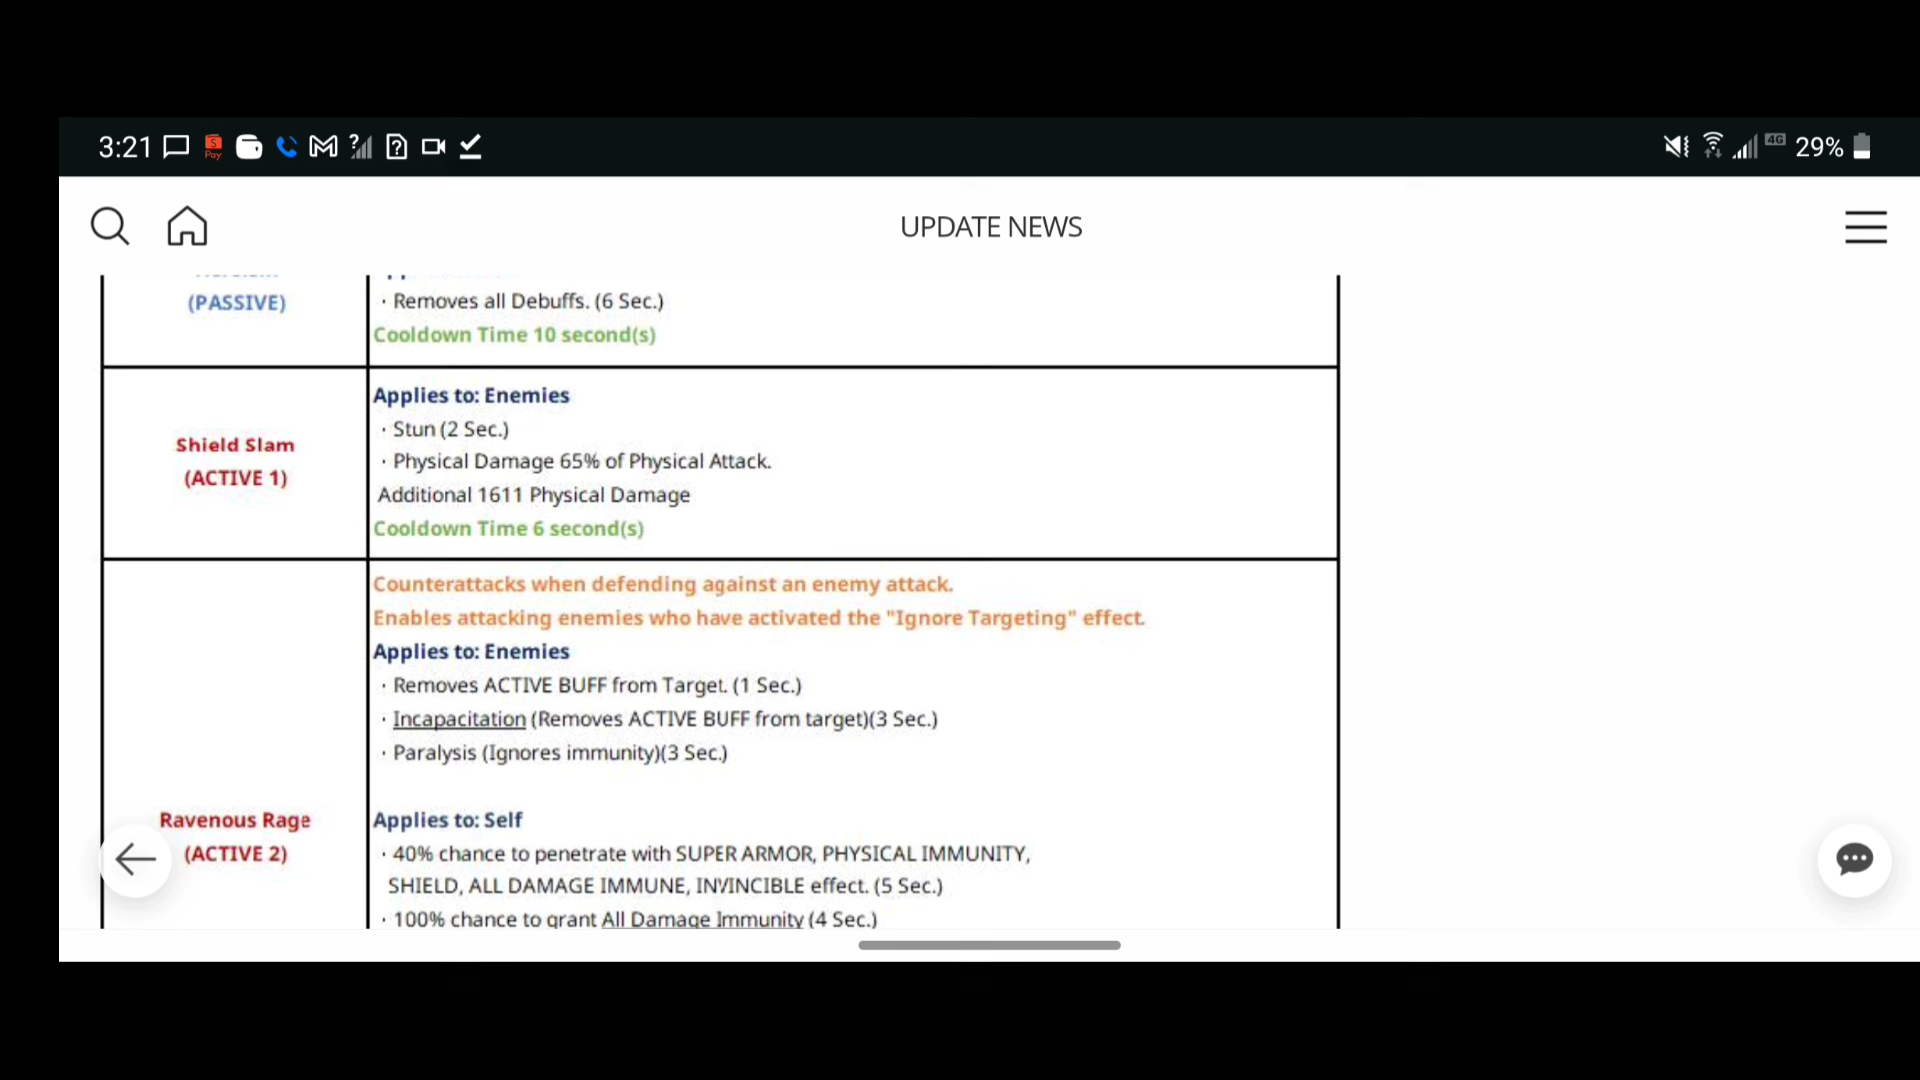 3:21
S
Pay
4G
29%
UPDATE NEWS
(PASSIVE)
· Removes all Debuffs. (6 Sec.)
Cooldown Time 10 second(s)
Shield Slam
(ACTIVE 1)
Applies to: Enemies
· Stun (2 Sec.)
· Physical Damage 65% of Physical Attack.
Additional 1611 Physical Damage
Cooldown Time 6 second(s)
Counterattacks when defending against an enemy attack.
Enables attacking enemies who have activated the "Ignore Targeting" effect.
Applies to: Enemies
· Removes ACTIVE BUFF from Target. (1 Sec.)
· Incapacitation (Removes ACTIVE BUFF from target)(3 Sec.)
· Paralysis (Ignores immunity)(3 Sec.)
Ravenous Rage
(ACTIVE 2)
Applies to: Self
· 40% chance to penetrate with SUPER ARMOR, PHYSICAL IMMUNITY,
SHIELD, ALL DAMAGE IMMUNE, INVINCIBLE effect. (5 Sec.)
· 100% chance to grant All Damage Immunity (4 Sec.)